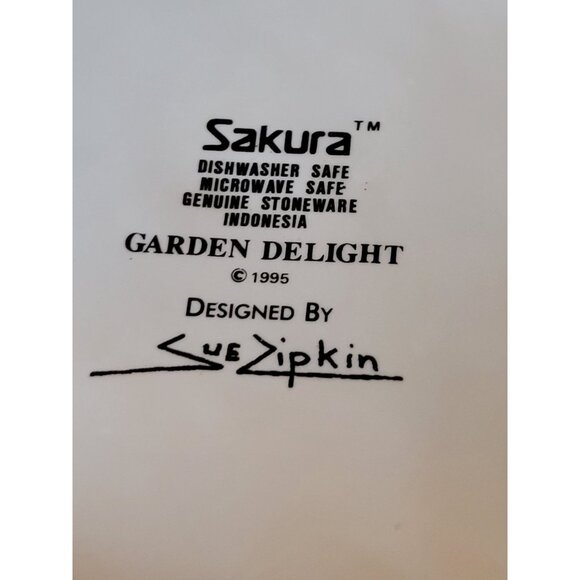 Sakura™
DISHWASHER SAFE
MICROWAVE SAFE
GENUINE STONEWARE
INDONESIA
GARDEN DELIGHT
© 1995
DESIGNED BY
SUE ZIPKIN